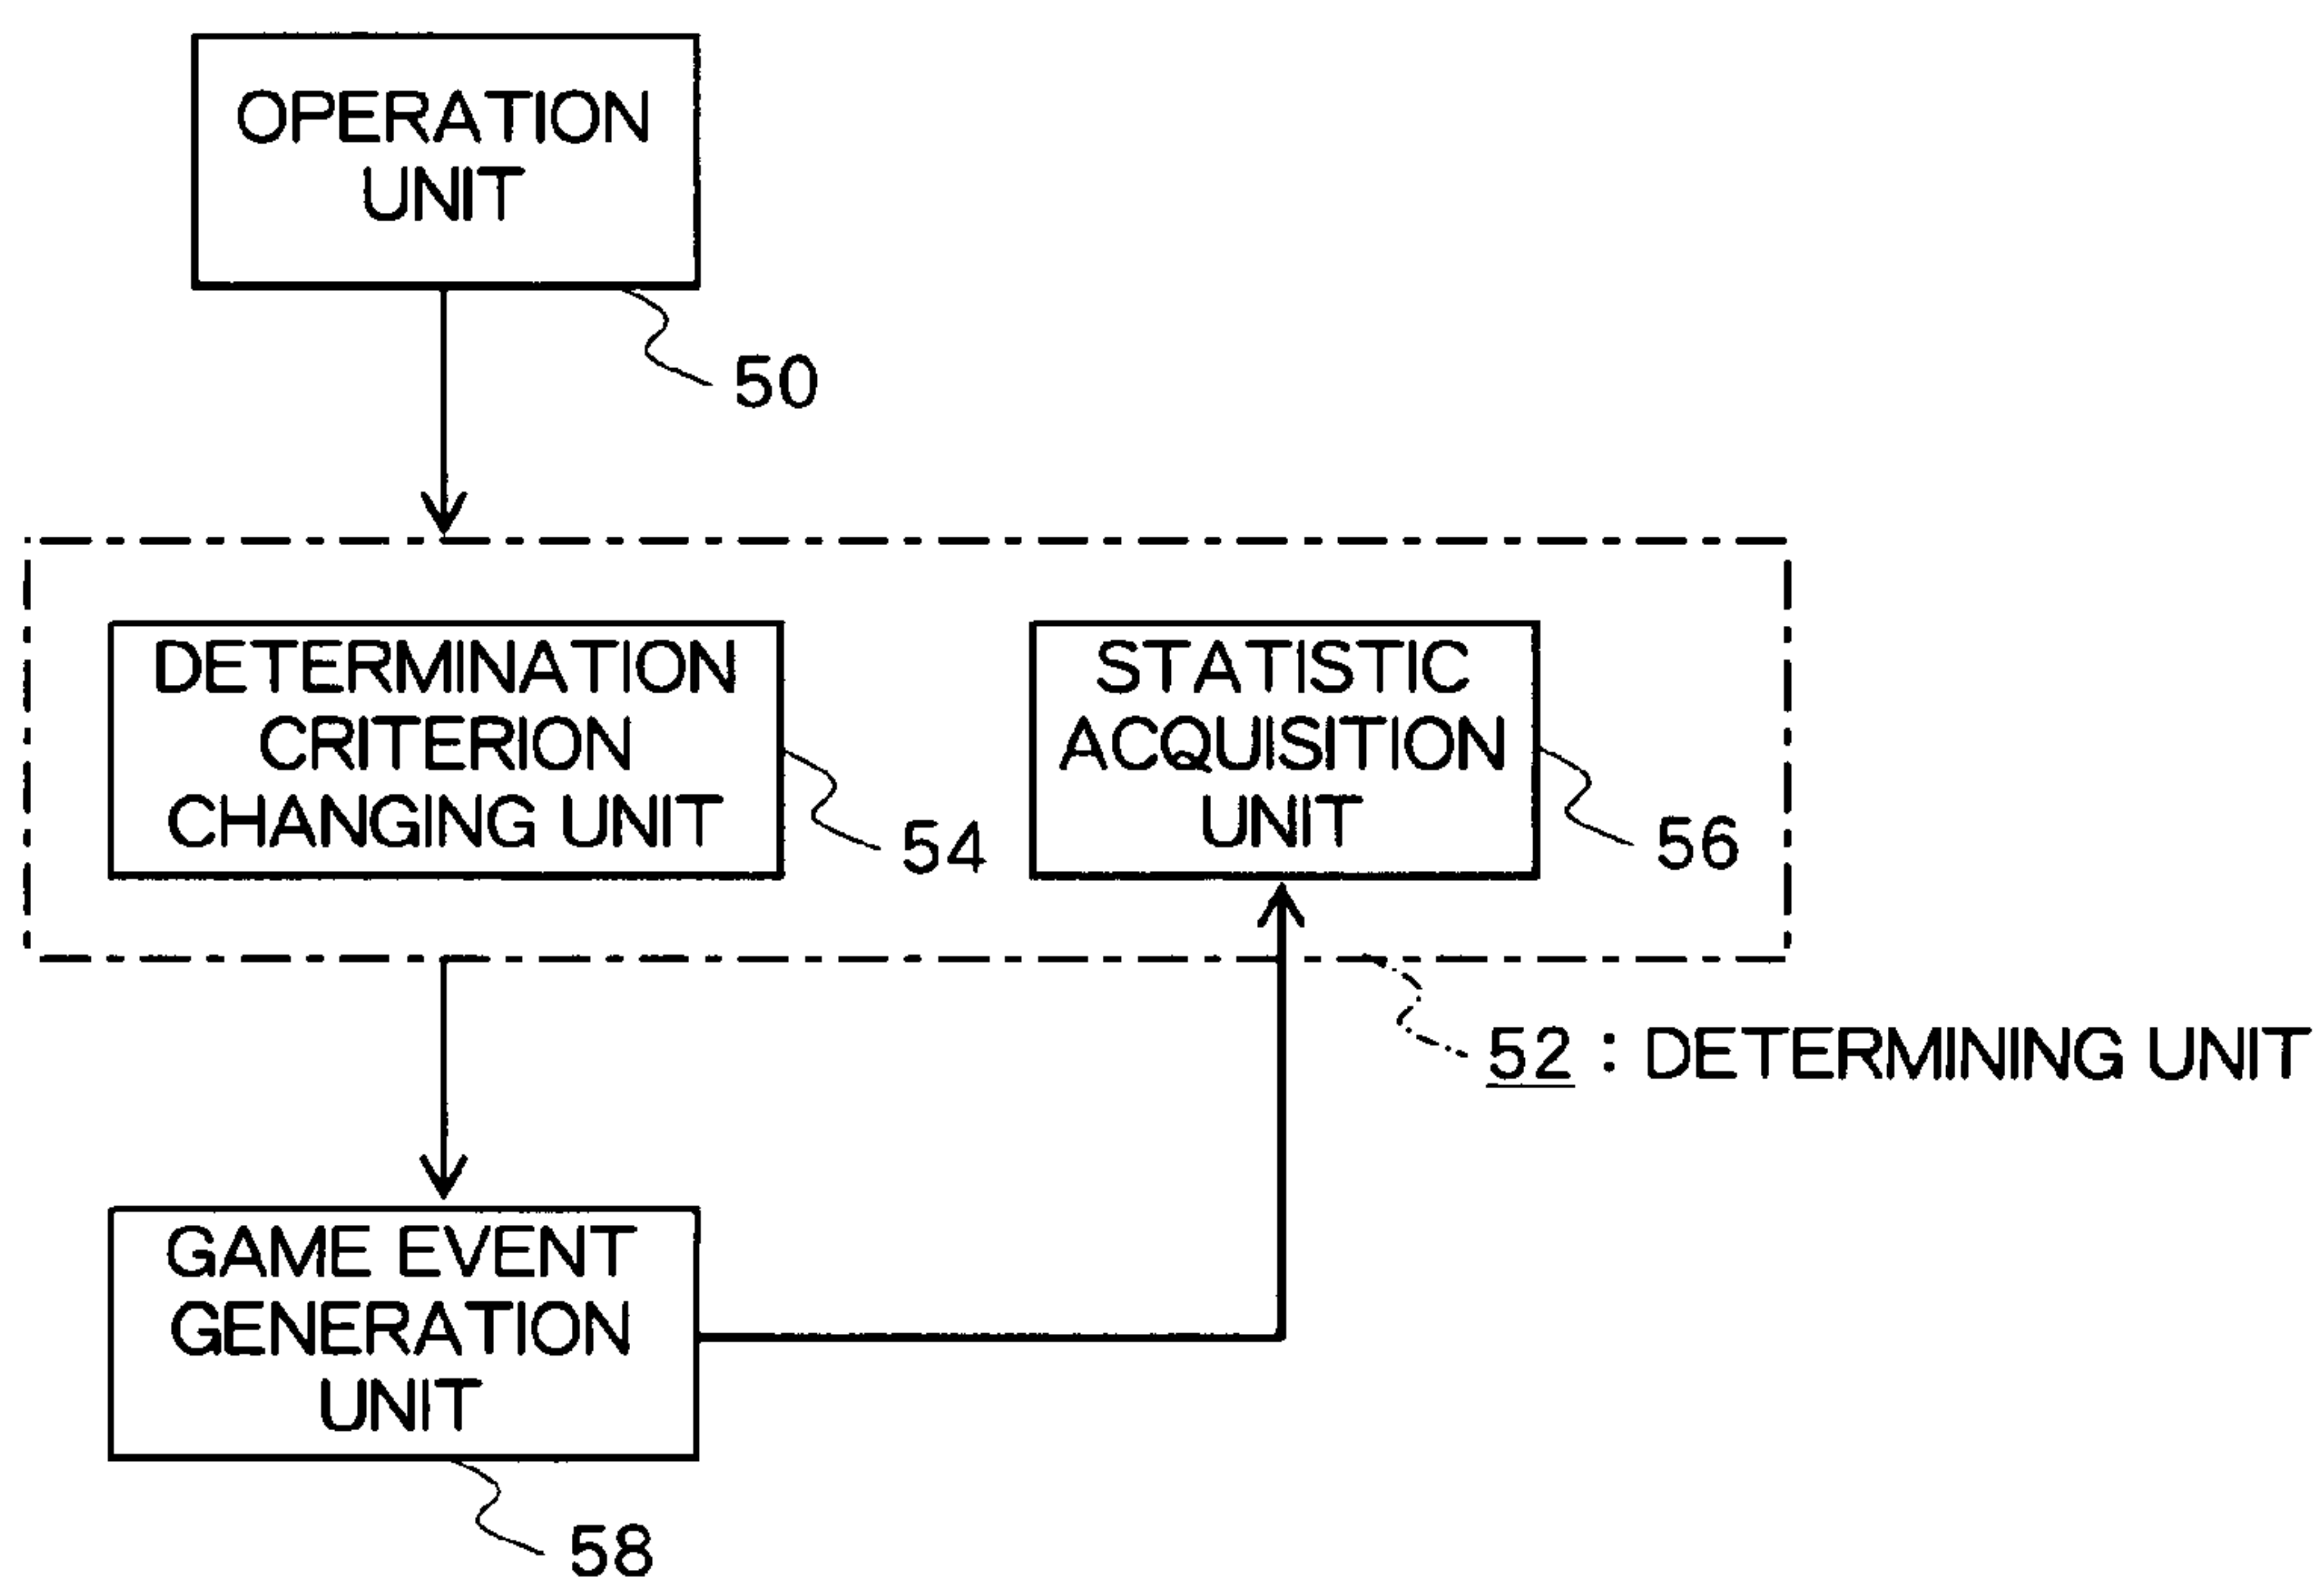 OPERATION
UNIT
50
DETERMINATION
CRITERION
CHANGING UNIT
54
STATISTIC
ACQUISITION
UNIT
56
52 : DETERMINING UNIT
GAME EVENT
GENERATION
UNIT
58